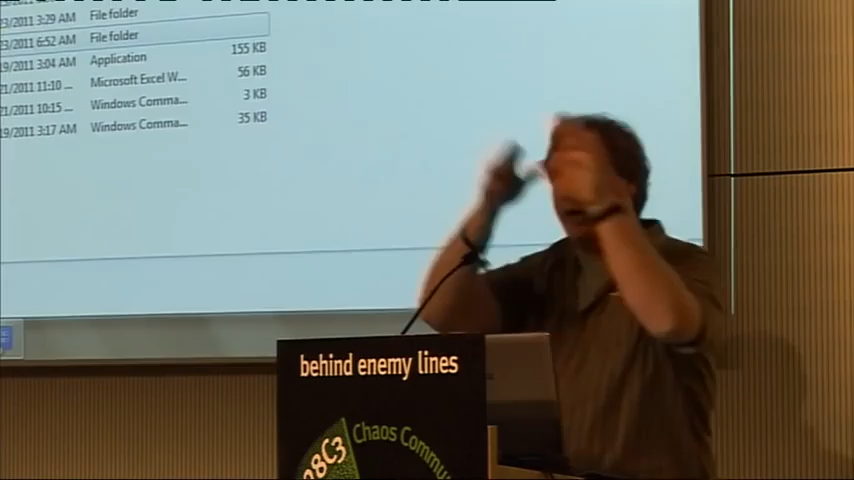 23/2011 3:29 AM File folder
23/2011 6:52 AM File folder
19/2011 3:04 AM Application 155 KB
21/2011 11:10 ... Microsoft Excel W... 56 KB
21/2011 10:15 ... Windows Comma... 3 KB
19/2011 3:17 AM Windows Comma... 35 KB
behind enemy lines
28C3 Chaos Commu